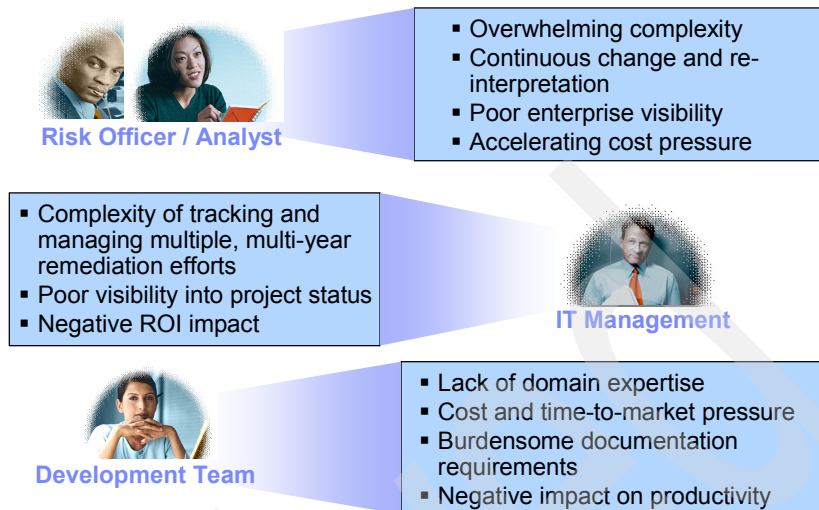 ▪ Overwhelming complexity
▪ Continuous change and re-
interpretation
▪ Poor enterprise visibility
▪ Accelerating cost pressure
Risk Officer / Analyst
▪ Complexity of tracking and
managing multiple, multi-year
remediation efforts
▪ Poor visibility into project status
▪ Negative ROI impact
IT Management
▪ Lack of domain expertise
▪ Cost and time-to-market pressure
▪ Burdensome documentation
requirements
▪ Negative impact on productivity
Development Team